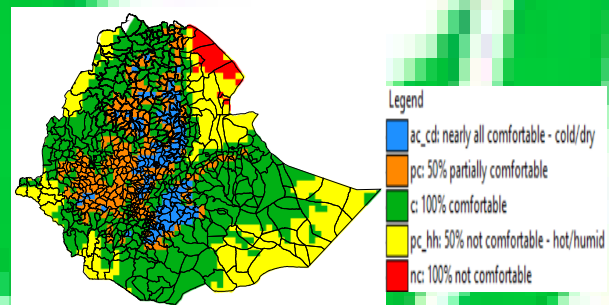 Legend
ac_cd: nearly all comfortable - cold/dry
pc: 50% partially comfortable
c: 100% comfortable
pc_hh: 50% not comfortable - hot/humid
nc: 100% not comfortable